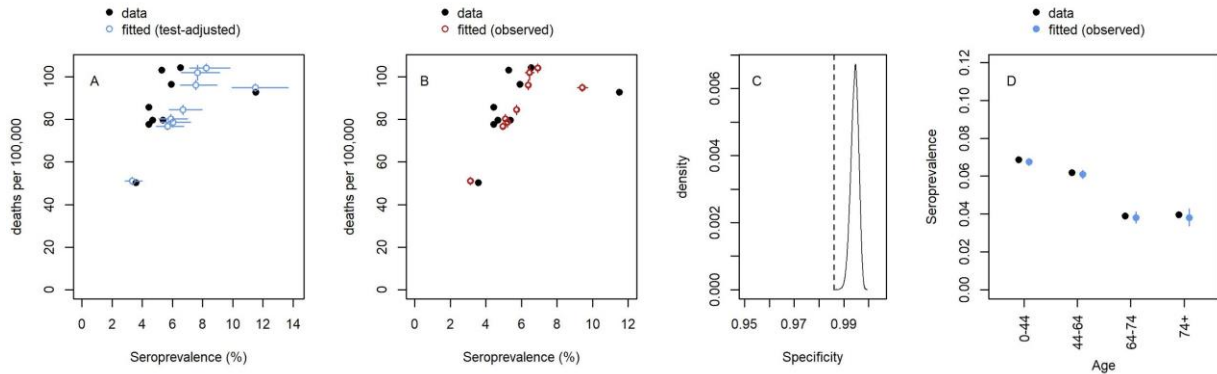 data
fitted (test-adjusted)
A
deaths per 100,000
0 20 40 60 80 100
0 2 4 6 8 10 12 14
Seroprevalence (%)
data
fitted (observed)
B
deaths per 100,000
0 20 40 60 80 100
0 2 4 6 8 10 12
Seroprevalence (%)
C
density
0.000 0.002 0.004 0.006
0.95 0.97 0.99
Specificity
data
fitted (observed)
D
Seroprevalence
0.00 0.02 0.04 0.06 0.08 0.10 0.12
0-44 44-64 64-74 74+
Age